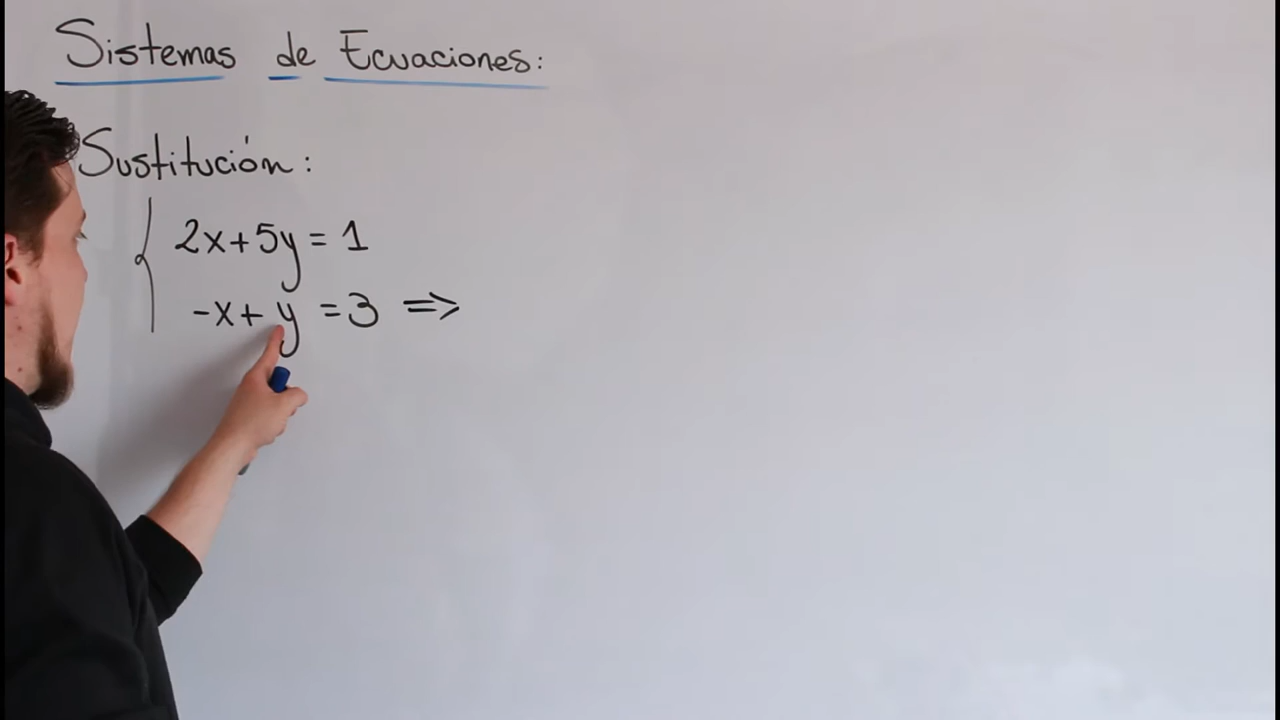 Sistemas de Ecuaciones:
Sustitución:
2x+5y=1
-x+y=3 =>